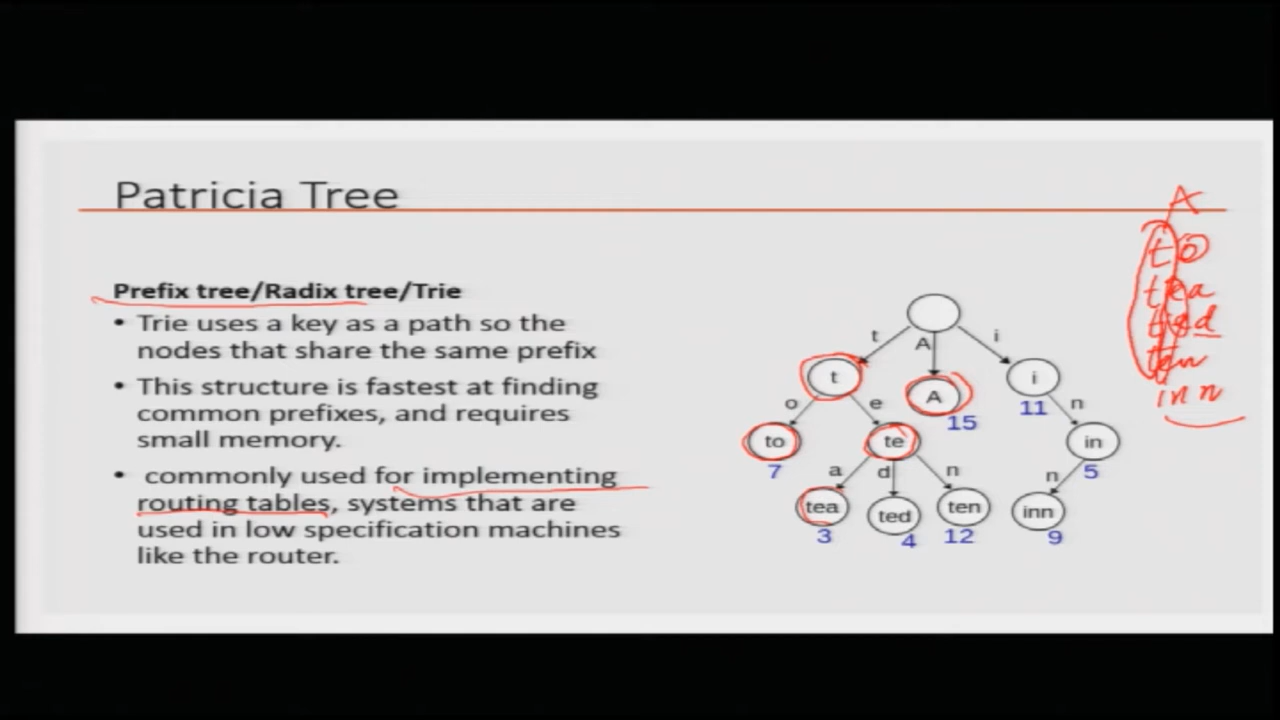 Patricia Tree
Prefix tree/Radix tree/Trie
• Trie uses a key as a path so the
nodes that share the same prefix
• This structure is fastest at finding
common prefixes, and requires
small memory.
• commonly used for implementing
routing tables, systems that are
used in low specification machines
like the router.
t A i
t A i
15 11
o e n
to te in
7 5
a d n n
tea ted ten inn
3 4 12 9
A
to
tea
ted
ten
inn